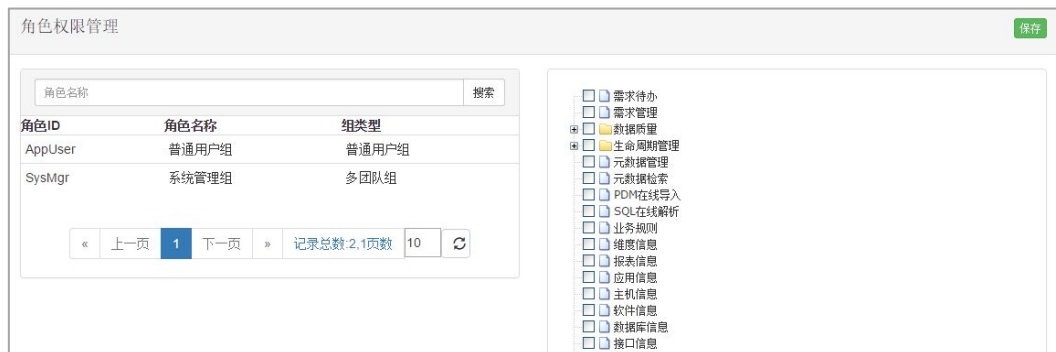 角色权限管理
保存
角色名称 搜索
角色ID 角色名称 组类型
AppUser 普通用户组 普通用户组
SysMgr 系统管理组 多团队组
« 上一页 1 下一页 » 记录总数:2,1页数 10
需求待办
需求管理
数据质量
生命周期管理
元数据管理
元数据检索
PDM在线导入
SQL在线解析
业务规则
维度信息
报表信息
应用信息
主机信息
软件信息
数据库信息
接口信息